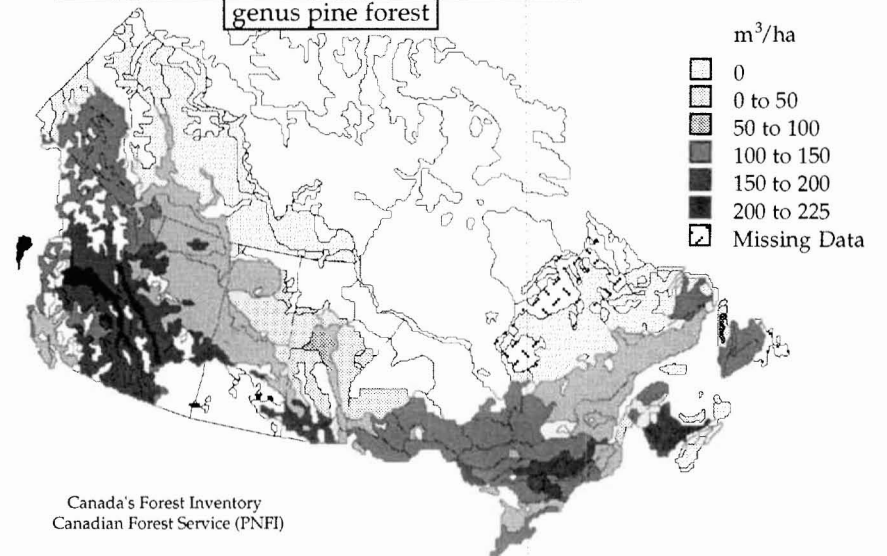 genus pine forest
m³/ha
0
0 to 50
50 to 100
100 to 150
150 to 200
200 to 225
Missing Data
Canada's Forest Inventory
Canadian Forest Service (PNFI)